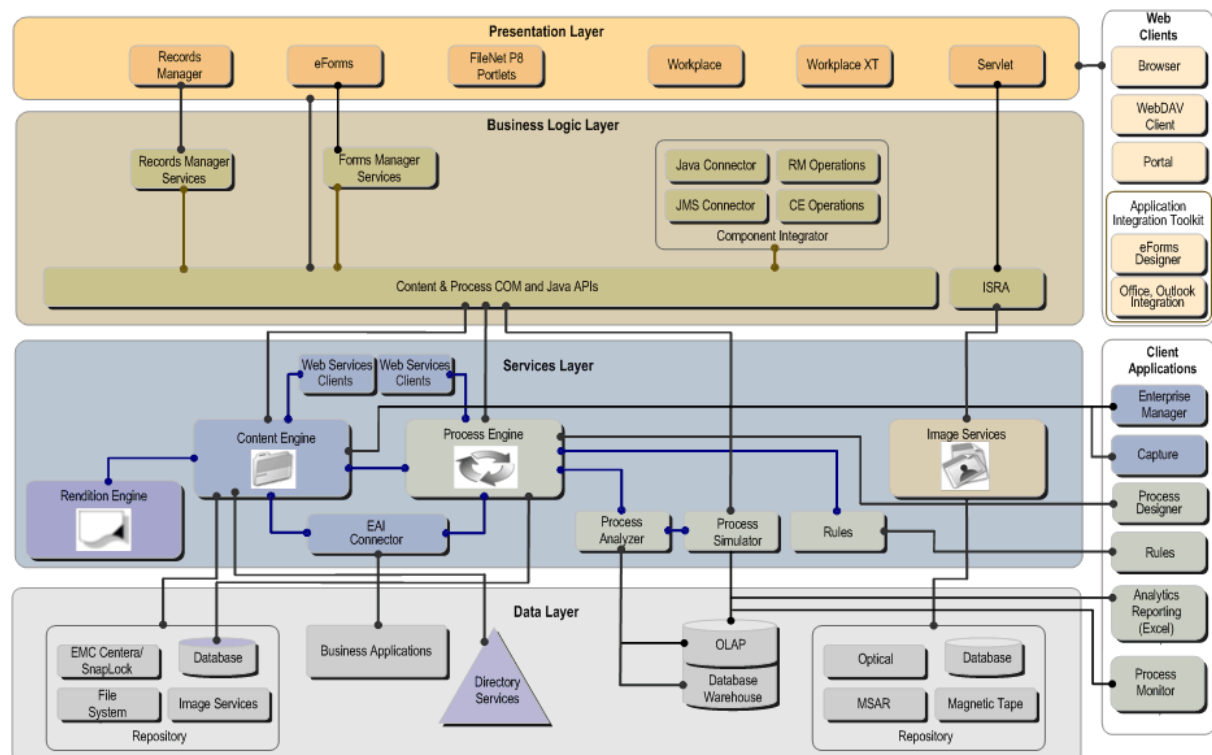 Presentation Layer
Records
Manager
eForms
FileNet P8
Portlets
Workplace
Workplace XT
Servlet
Business Logic Layer
Records Manager
Services
Forms Manager
Services
Java Connector
RM Operations
JMS Connector
CE Operations
Component Integrator
Content & Process COM and Java APIs
ISRA
Services Layer
Web Services
Clients
Web Services
Clients
Content Engine
Process Engine
Image Services
Rendition Engine
EAI
Connector
Process
Analyzer
Process
Simulator
Rules
Data Layer
EMC Centera/
SnapLock
Database
File
System
Image Services
Repository
Business Applications
Directory
Services
OLAP
Database
Warehouse
Optical
Database
MSAR
Magnetic Tape
Repository
Web
Clients
Browser
WebDAV
Client
Portal
Application
Integration Toolkit
eForms
Designer
Office, Outlook
Integration
Client
Applications
Enterprise
Manager
Capture
Process
Designer
Rules
Analytics
Reporting
(Excel)
Process
Monitor